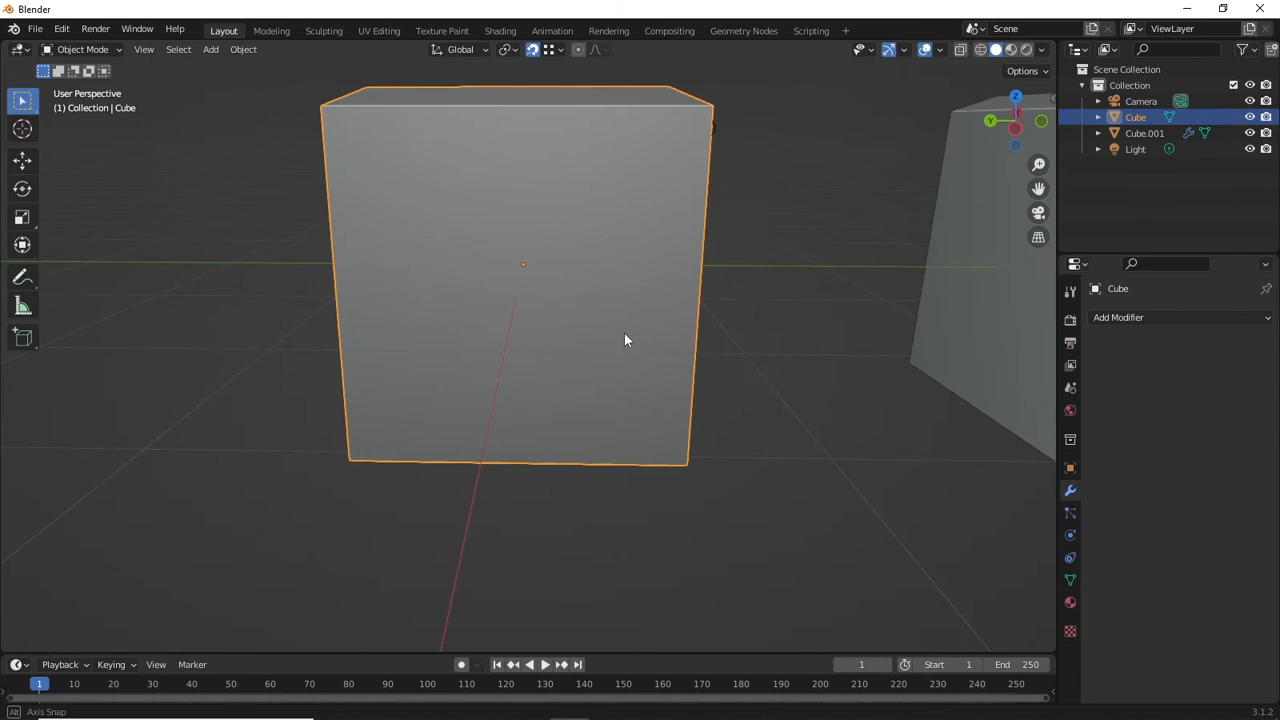 Blender
File Edit Render Window Help Layout Modeling Sculpting UV Editing Texture Paint Shading Animation Rendering Compositing Geometry Nodes Scripting + Scene ViewLayer
Object Mode View Select Add Object Global
Options
User Perspective
(1) Collection | Cube
Scene Collection
Collection
Camera
Cube
Cube.001
Light
Z
Y
Cube
Add Modifier
Playback Keying View Marker 1 Start 1 End 250
1 10 20 30 40 50 60 70 80 90 100 110 120 130 140 150 160 170 180 190 200 210 220 230 240 250
Alt Axis Snap 3.1.2